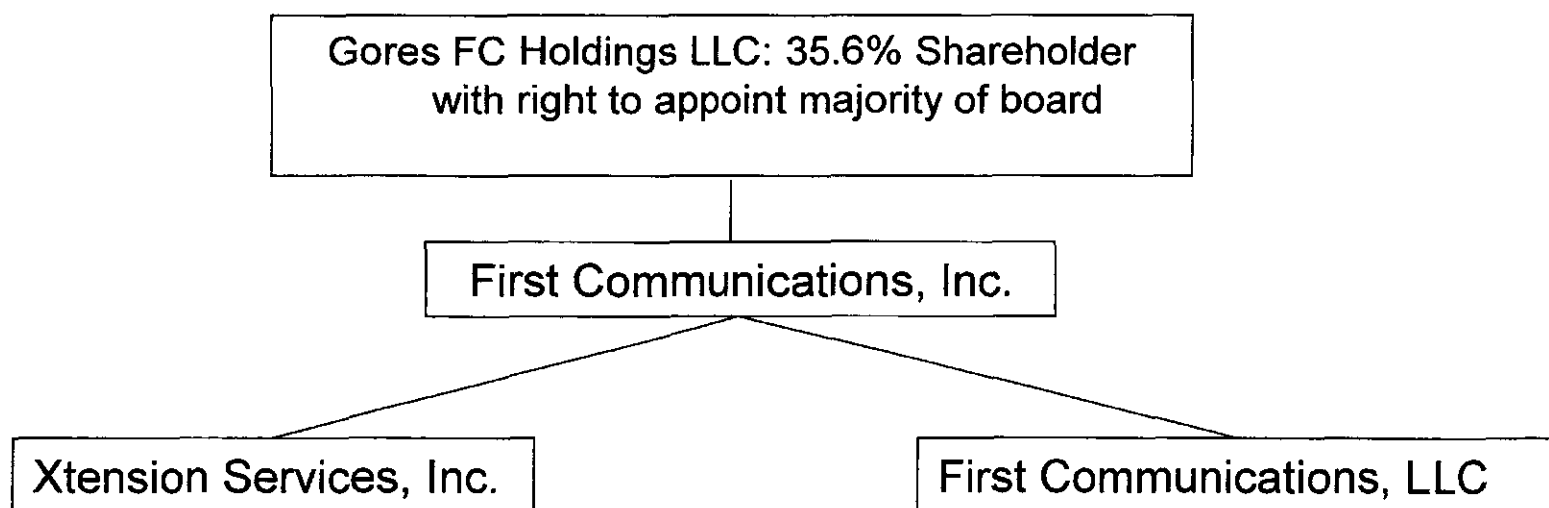 Gores FC Holdings LLC: 35.6% Shareholder
with right to appoint majority of board
First Communications, Inc.
Xtension Services, Inc.
First Communications, LLC